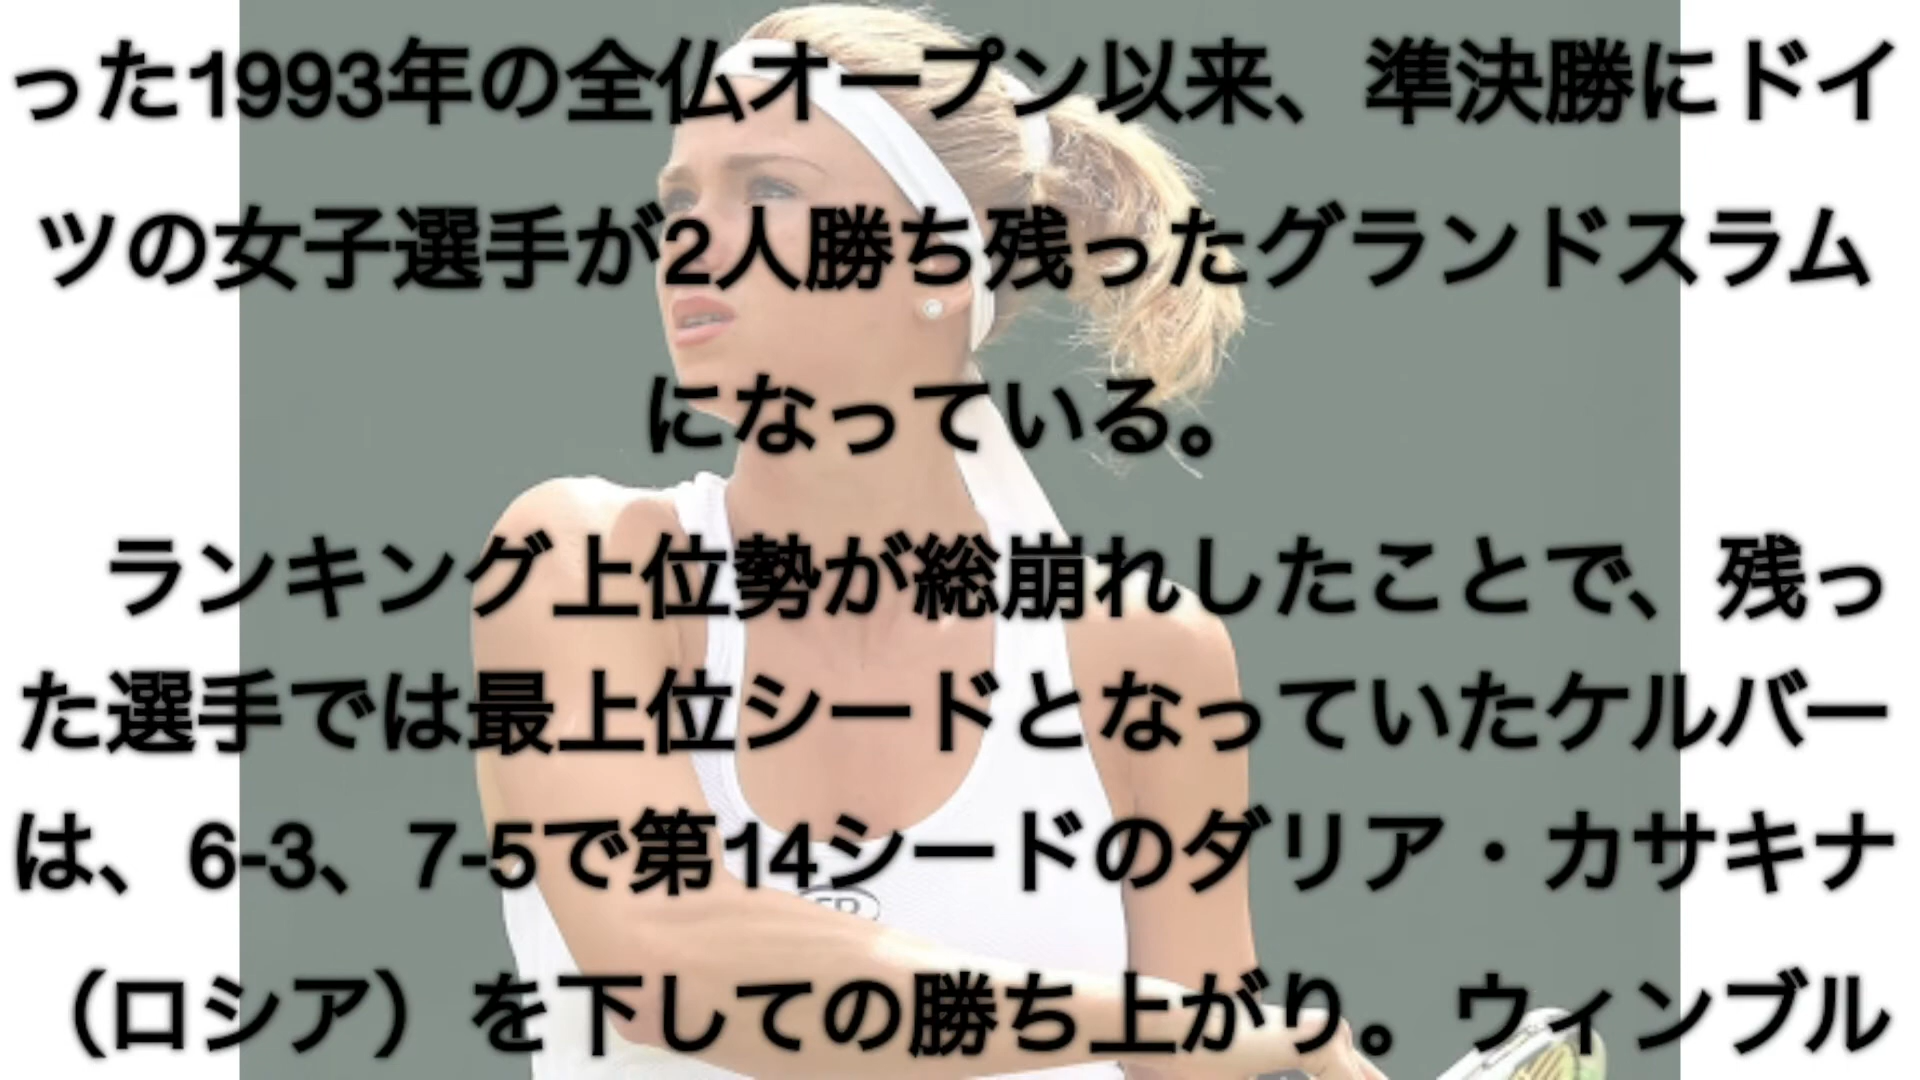 った1993年の全仏オープン以来、準決勝にドイ
ツの女子選手が2人勝ち残ったグランドスラム
になっている。
ランキング上位勢が総崩れしたことで、残っ
た選手では最上位シードとなっていたケルバー
は、6-3、7-5で第14シードのダリア・カサキナ
（ロシア）を下しての勝ち上がり。ウィンブル